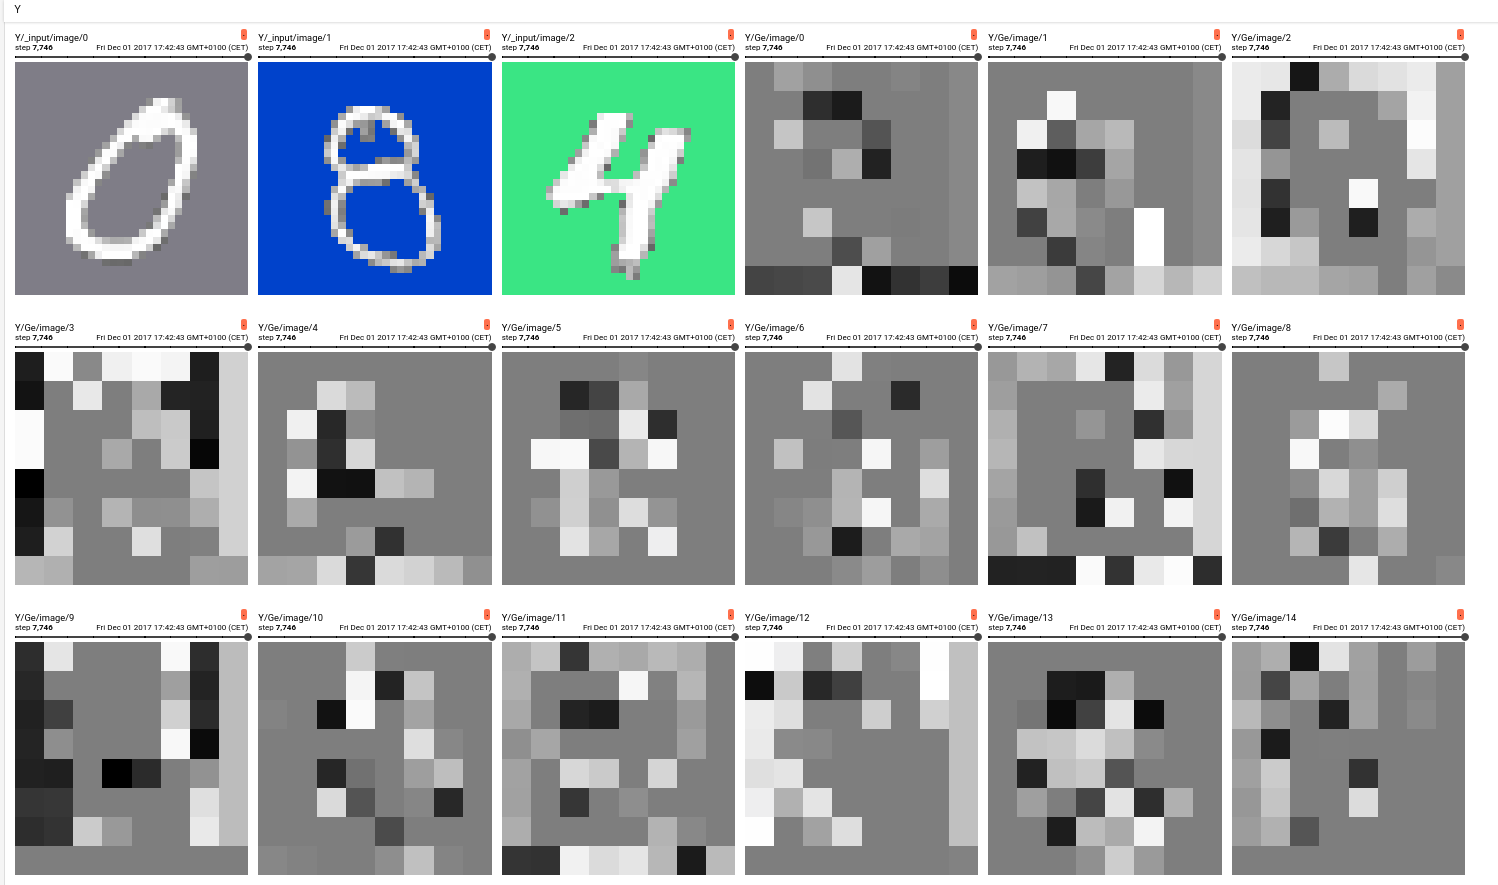 Y
Y/_input/image/0
step 7,746 Fri Dec 01 2017 17:42:43 GMT+0100 (CET)
Y/_input/image/1
step 7,746 Fri Dec 01 2017 17:42:43 GMT+0100 (CET)
Y/_input/image/2
step 7,746 Fri Dec 01 2017 17:42:43 GMT+0100 (CET)
Y/Ge/image/0
step 7,746 Fri Dec 01 2017 17:42:43 GMT+0100 (CET)
Y/Ge/image/1
step 7,746 Fri Dec 01 2017 17:42:43 GMT+0100 (CET)
Y/Ge/image/2
step 7,746 Fri Dec 01 2017 17:42:43 GMT+0100 (CET)
0
8
4
Y/Ge/image/3
step 7,746 Fri Dec 01 2017 17:42:43 GMT+0100 (CET)
Y/Ge/image/4
step 7,746 Fri Dec 01 2017 17:42:43 GMT+0100 (CET)
Y/Ge/image/5
step 7,746 Fri Dec 01 2017 17:42:43 GMT+0100 (CET)
Y/Ge/image/6
step 7,746 Fri Dec 01 2017 17:42:43 GMT+0100 (CET)
Y/Ge/image/7
step 7,746 Fri Dec 01 2017 17:42:43 GMT+0100 (CET)
Y/Ge/image/8
step 7,746 Fri Dec 01 2017 17:42:43 GMT+0100 (CET)
Y/Ge/image/9
step 7,746 Fri Dec 01 2017 17:42:43 GMT+0100 (CET)
Y/Ge/image/10
step 7,746 Fri Dec 01 2017 17:42:43 GMT+0100 (CET)
Y/Ge/image/11
step 7,746 Fri Dec 01 2017 17:42:43 GMT+0100 (CET)
Y/Ge/image/12
step 7,746 Fri Dec 01 2017 17:42:43 GMT+0100 (CET)
Y/Ge/image/13
step 7,746 Fri Dec 01 2017 17:42:43 GMT+0100 (CET)
Y/Ge/image/14
step 7,746 Fri Dec 01 2017 17:42:43 GMT+0100 (CET)